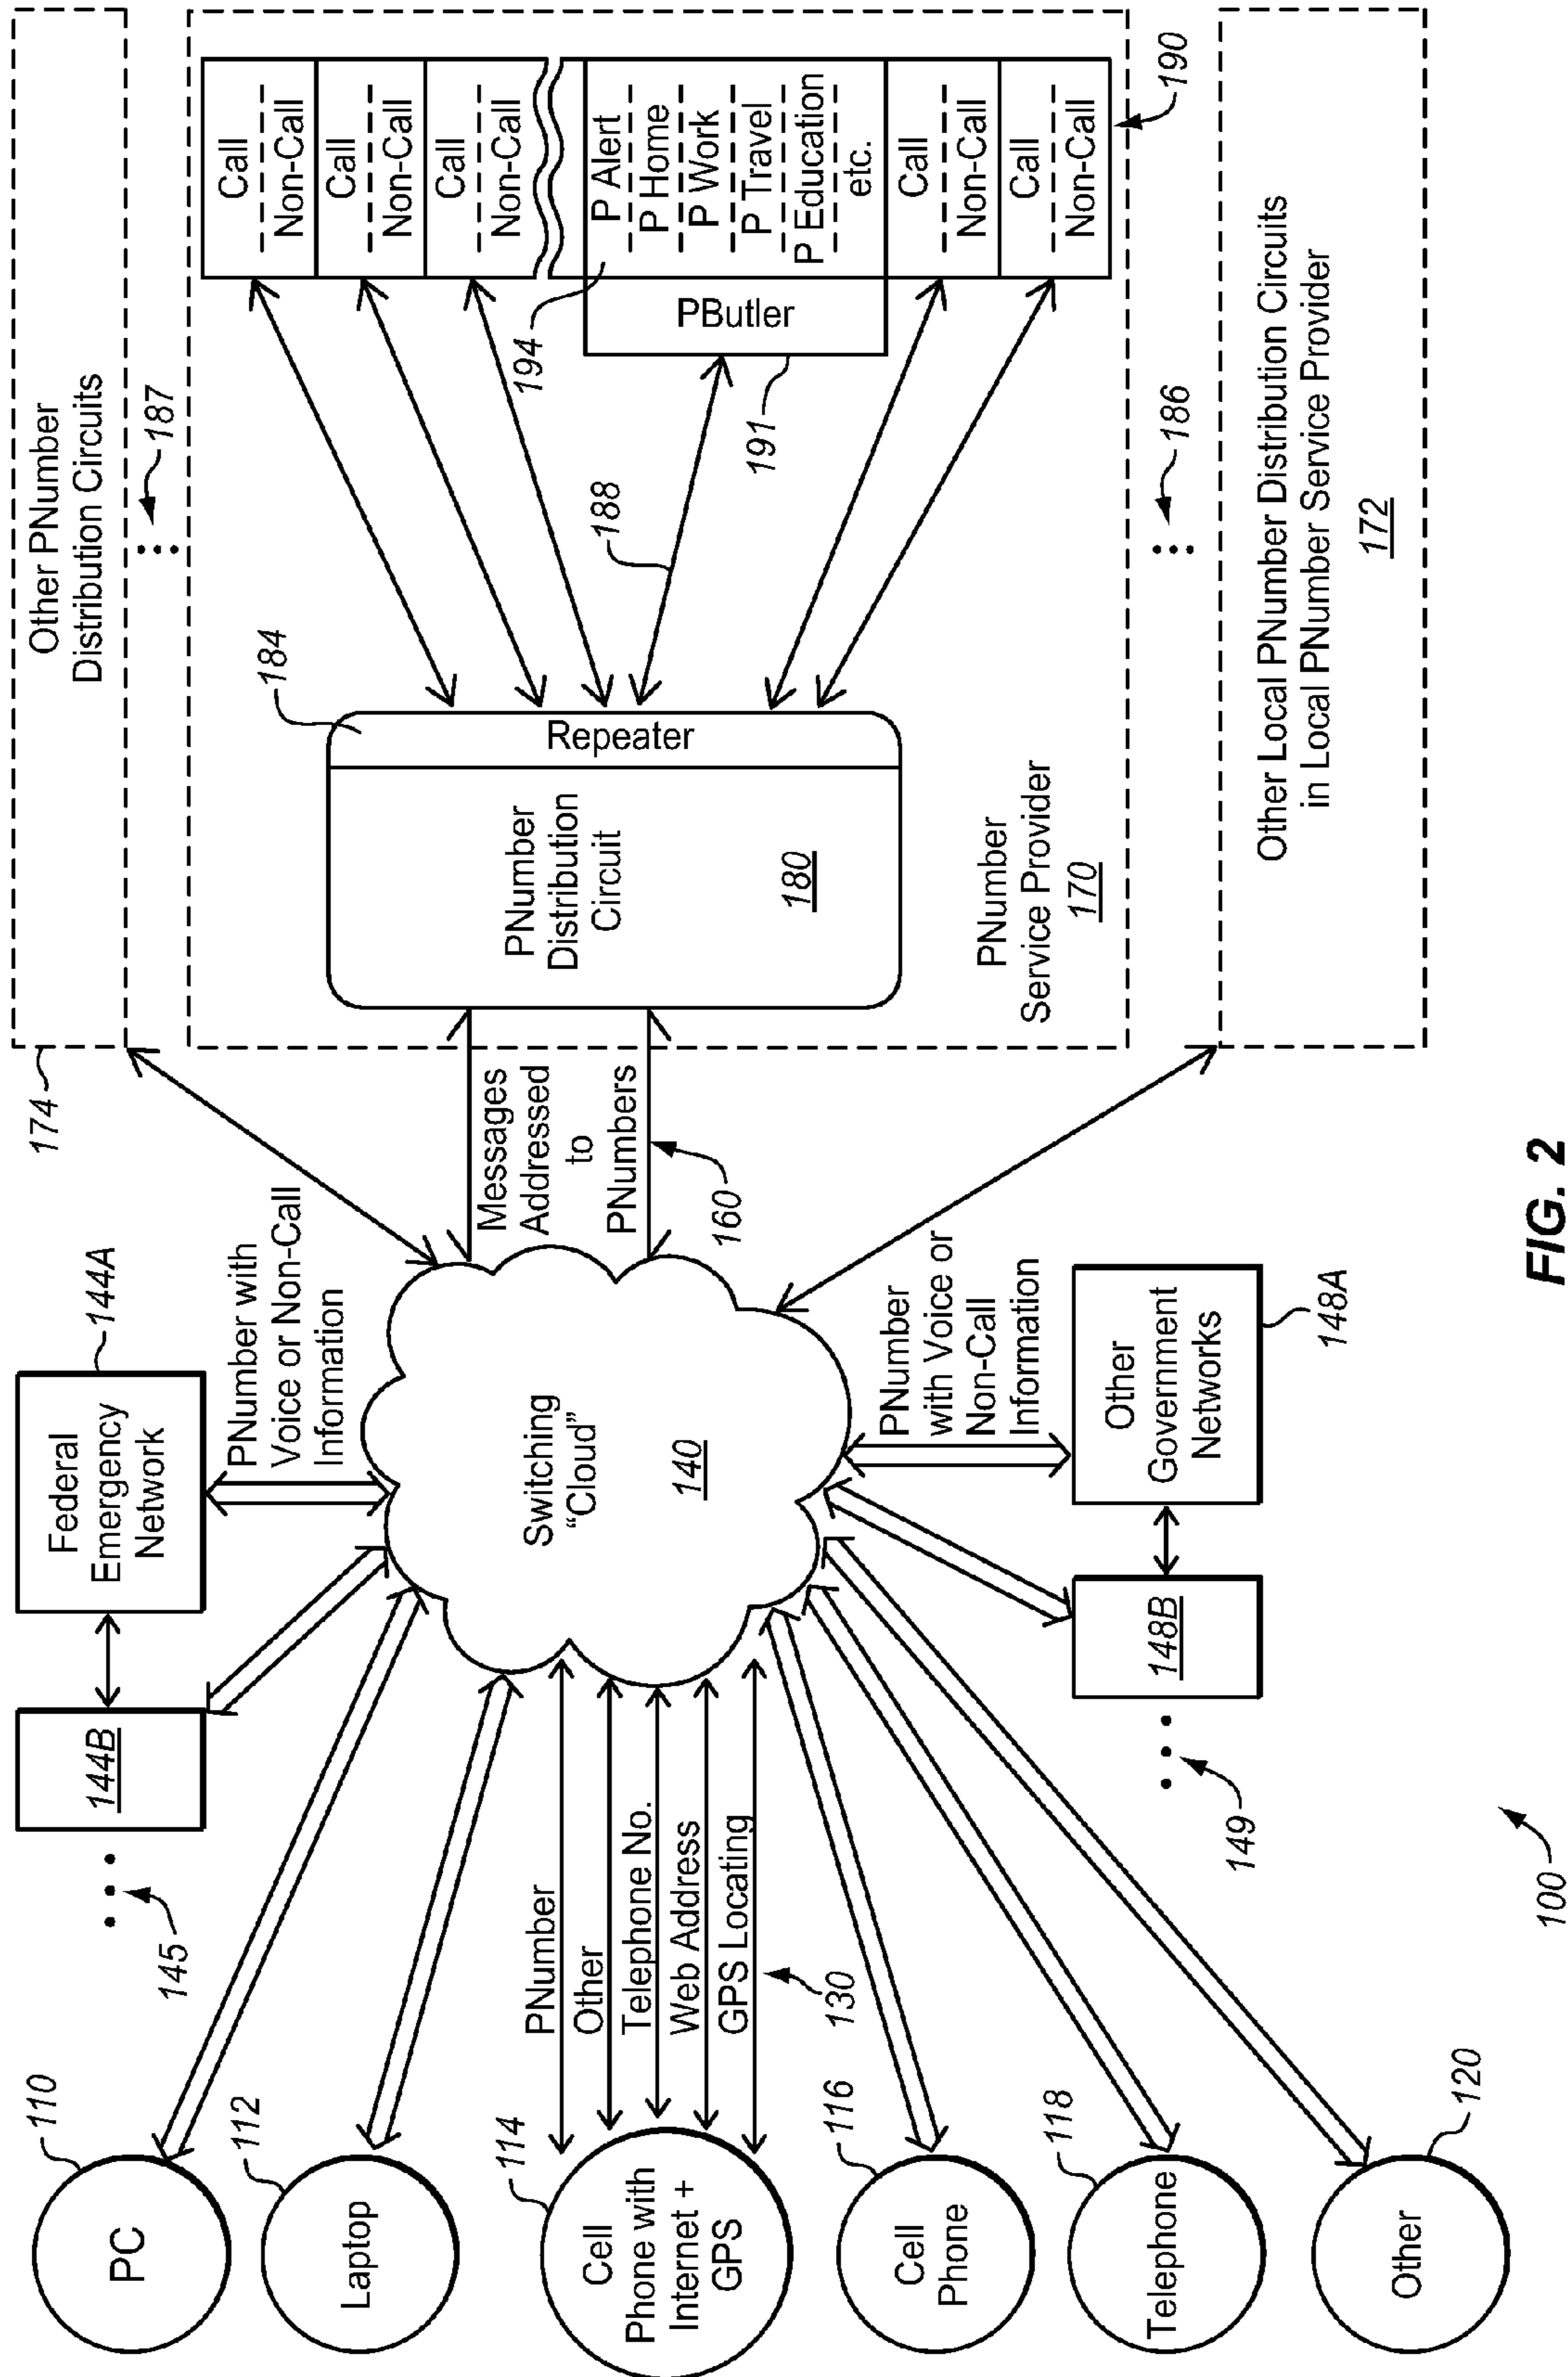 110
PC
112
Laptop
114
Cell
Phone with
Internet +
GPS
116
Cell
Phone
118
Telephone
120
Other
145
144B
Federal
Emergency
Network
144A
PNumber with
Voice or Non-Call
Information
PNumber
Other
Telephone No.
Web Address
GPS Locating
130
Switching
“Cloud”
140
149
148B
Other
Government
Networks
148A
PNumber
with Voice or
Non-Call
Information
Messages
Addressed
to
PNumbers
160
174
Other PNumber
Distribution Circuits
187
PNumber
Distribution
Circuit
180
Repeater
184
PNumber
Service Provider
170
188
Call
Non-Call
Call
Non-Call
Call
Non-Call
194
PButler
191
P Alert
P Home
P Work
P Travel
P Education
etc.
Call
Non-Call
Call
Non-Call
190
186
Other Local PNumber Distribution Circuits
in Local PNumber Service Provider
172
100
FIG. 2